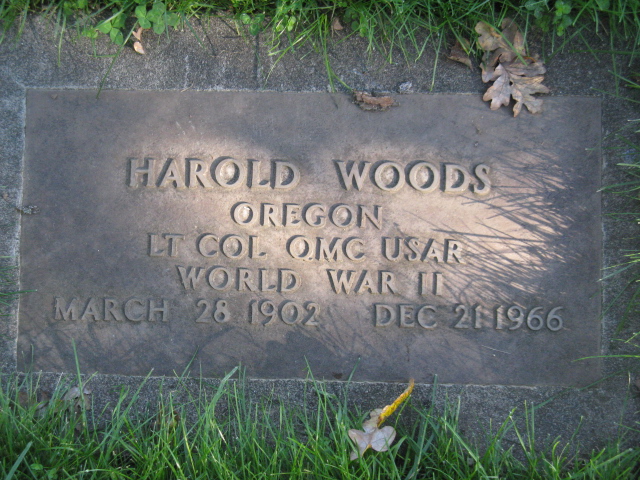 HAROLD WOODS
OREGON
LT COL QMC USAR
WORLD WAR II
MARCH 28 1902 DEC 21 1966